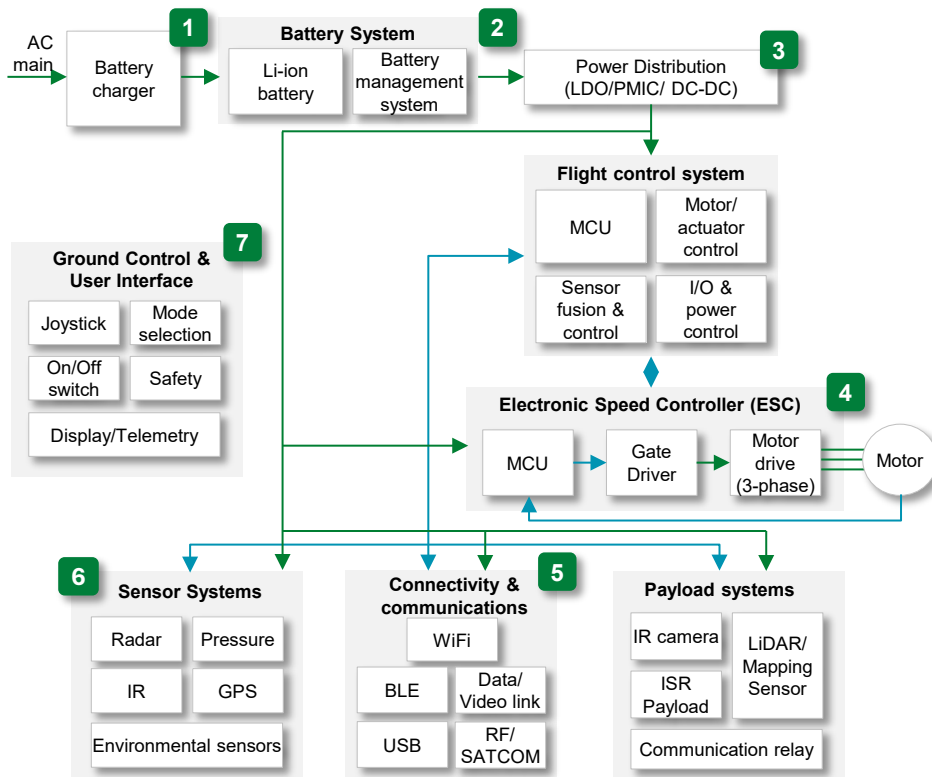 AC
main
1
Battery
charger
Battery System
2
Li-ion
battery
Battery
management
system
3
Power Distribution
(LDO/PMIC/ DC-DC)
Flight control system
MCU
Motor/
actuator
control
Sensor
fusion &
control
I/O &
power
control
7
Ground Control &
User Interface
Joystick
Mode
selection
On/Off
switch
Safety
Display/Telemetry
4
Electronic Speed Controller (ESC)
MCU
Gate
Driver
Motor
drive
(3-phase)
Motor
6
Sensor Systems
Radar
Pressure
IR
GPS
Environmental sensors
5
Connectivity &
communications
WiFi
BLE
Data/
Video link
USB
RF/
SATCOM
Payload systems
IR camera
LiDAR/
Mapping
Sensor
ISR
Payload
Communication relay